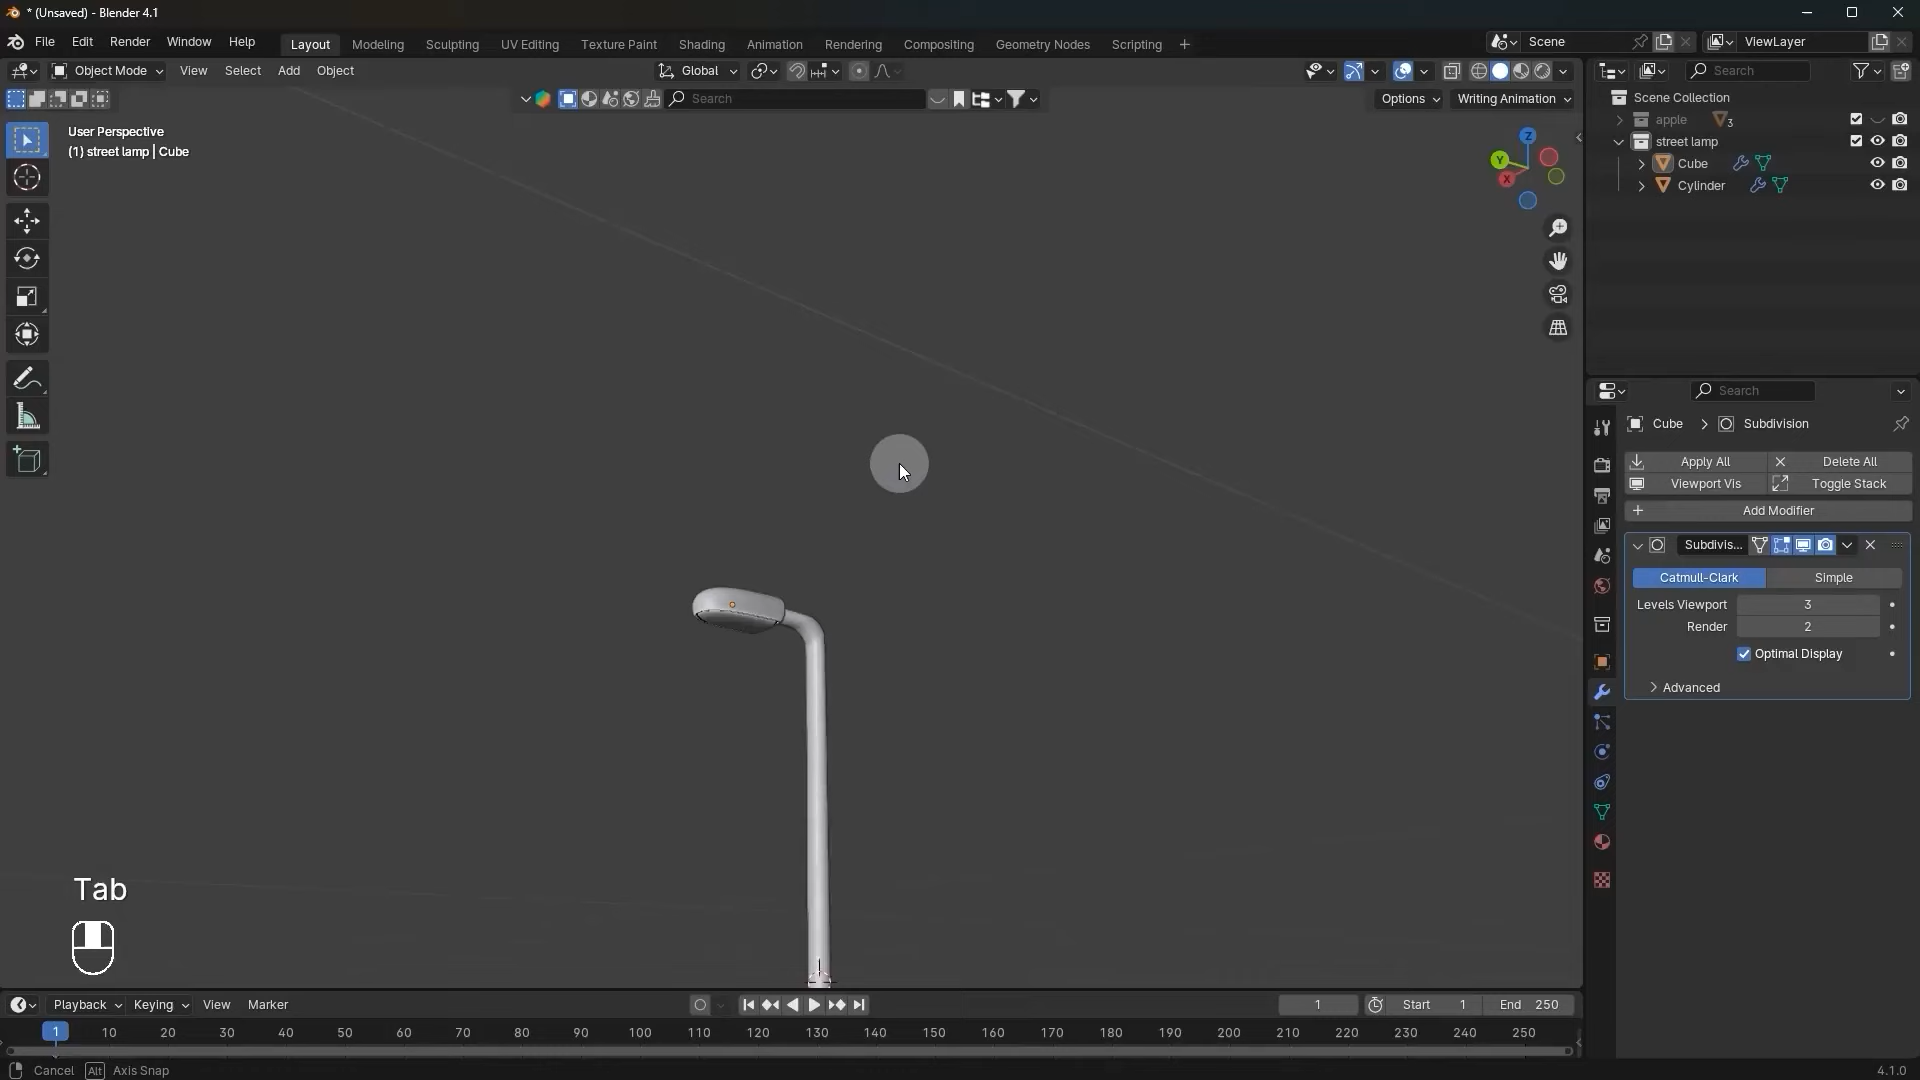 * (Unsaved) - Blender 4.1
File Edit Render Window Help
Layout Modeling Sculpting UV Editing Texture Paint Shading Animation Rendering Compositing Geometry Nodes Scripting +
Scene
ViewLayer
Object Mode View Select Add Object
Global
Search
Search
Options
Writing Animation
User Perspective
(1) street lamp | Cube
Z
Y
X
Scene Collection
apple 3
street lamp
Cube
Cylinder
Search
Cube > Subdivision
Apply All
Delete All
Viewport Vis
Toggle Stack
Add Modifier
Subdivis...
Catmull-Clark
Simple
Levels Viewport 3
Render 2
Optimal Display
Advanced
Tab
Playback Keying View Marker
1
Start 1
End 250
1 10 20 30 40 50 60 70 80 90 100 110 120 130 140 150 160 170 180 190 200 210 220 230 240 250
Cancel Alt Axis Snap
4.1.0